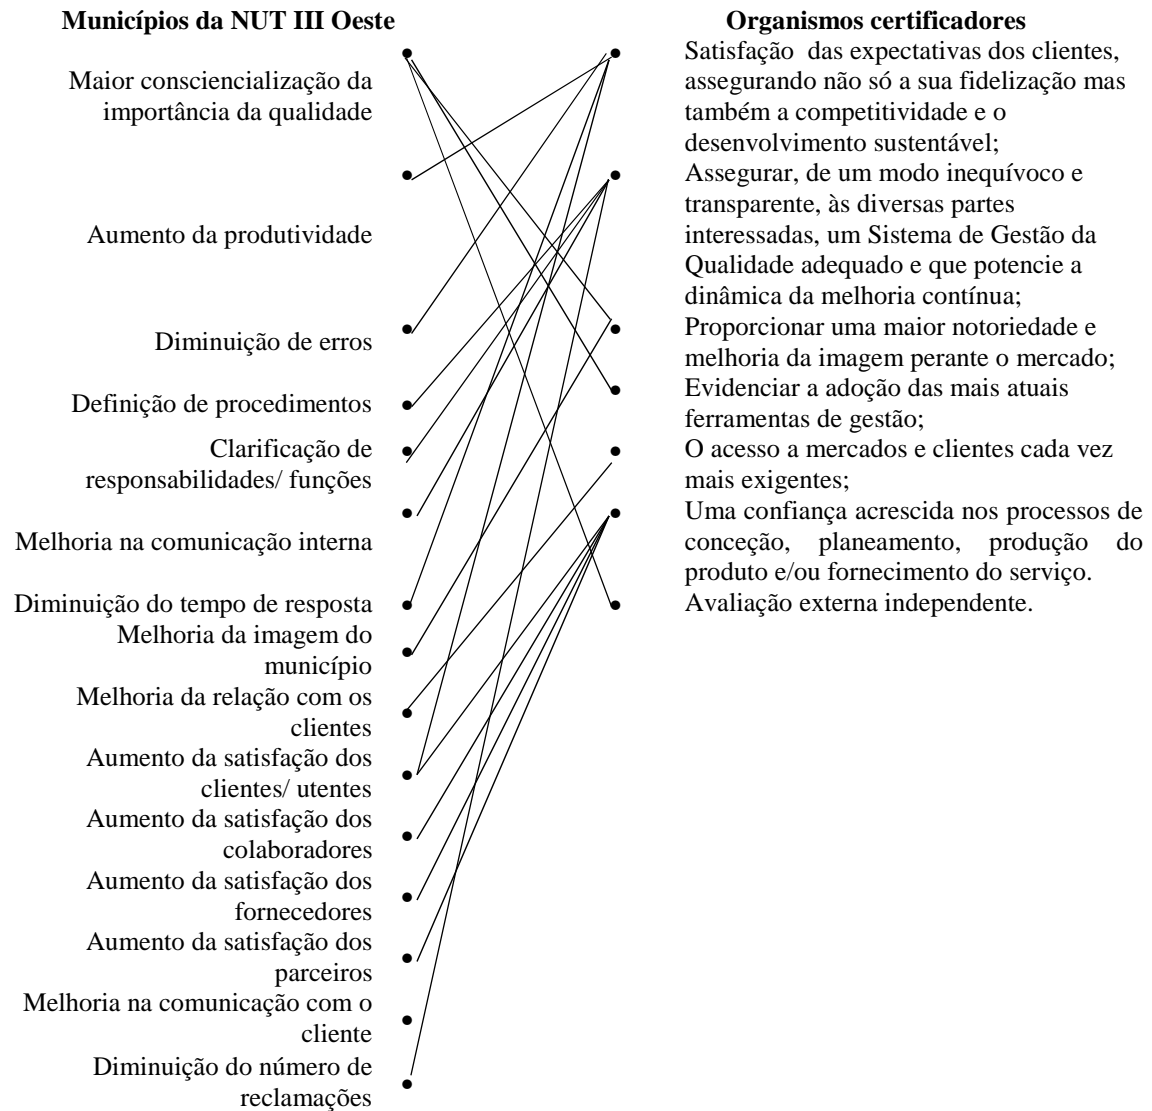 Municípios da NUT III Oeste
Maior consciencialização da
importância da qualidade
Aumento da produtividade
Diminuição de erros
Definição de procedimentos
Clarificação de
responsabilidades/ funções
Melhoria na comunicação interna
Diminuição do tempo de resposta
Melhoria da imagem do
município
Melhoria da relação com os
clientes
Aumento da satisfação dos
clientes/ utentes
Aumento da satisfação dos
colaboradores
Aumento da satisfação dos
fornecedores
Aumento da satisfação dos
parceiros
Melhoria na comunicação com o
cliente
Diminuição do número de
reclamações
Organismos certificadores
Satisfação das expectativas dos clientes,
assegurando não só a sua fidelização mas
também a competitividade e o
desenvolvimento sustentável;
Assegurar, de um modo inequívoco e
transparente, às diversas partes
interessadas, um Sistema de Gestão da
Qualidade adequado e que potencie a
dinâmica da melhoria contínua;
Proporcionar uma maior notoriedade e
melhoria da imagem perante o mercado;
Evidenciar a adoção das mais atuais
ferramentas de gestão;
O acesso a mercados e clientes cada vez
mais exigentes;
Uma confiança acrescida nos processos de
conceção, planeamento, produção do
produto e/ou fornecimento do serviço.
Avaliação externa independente.